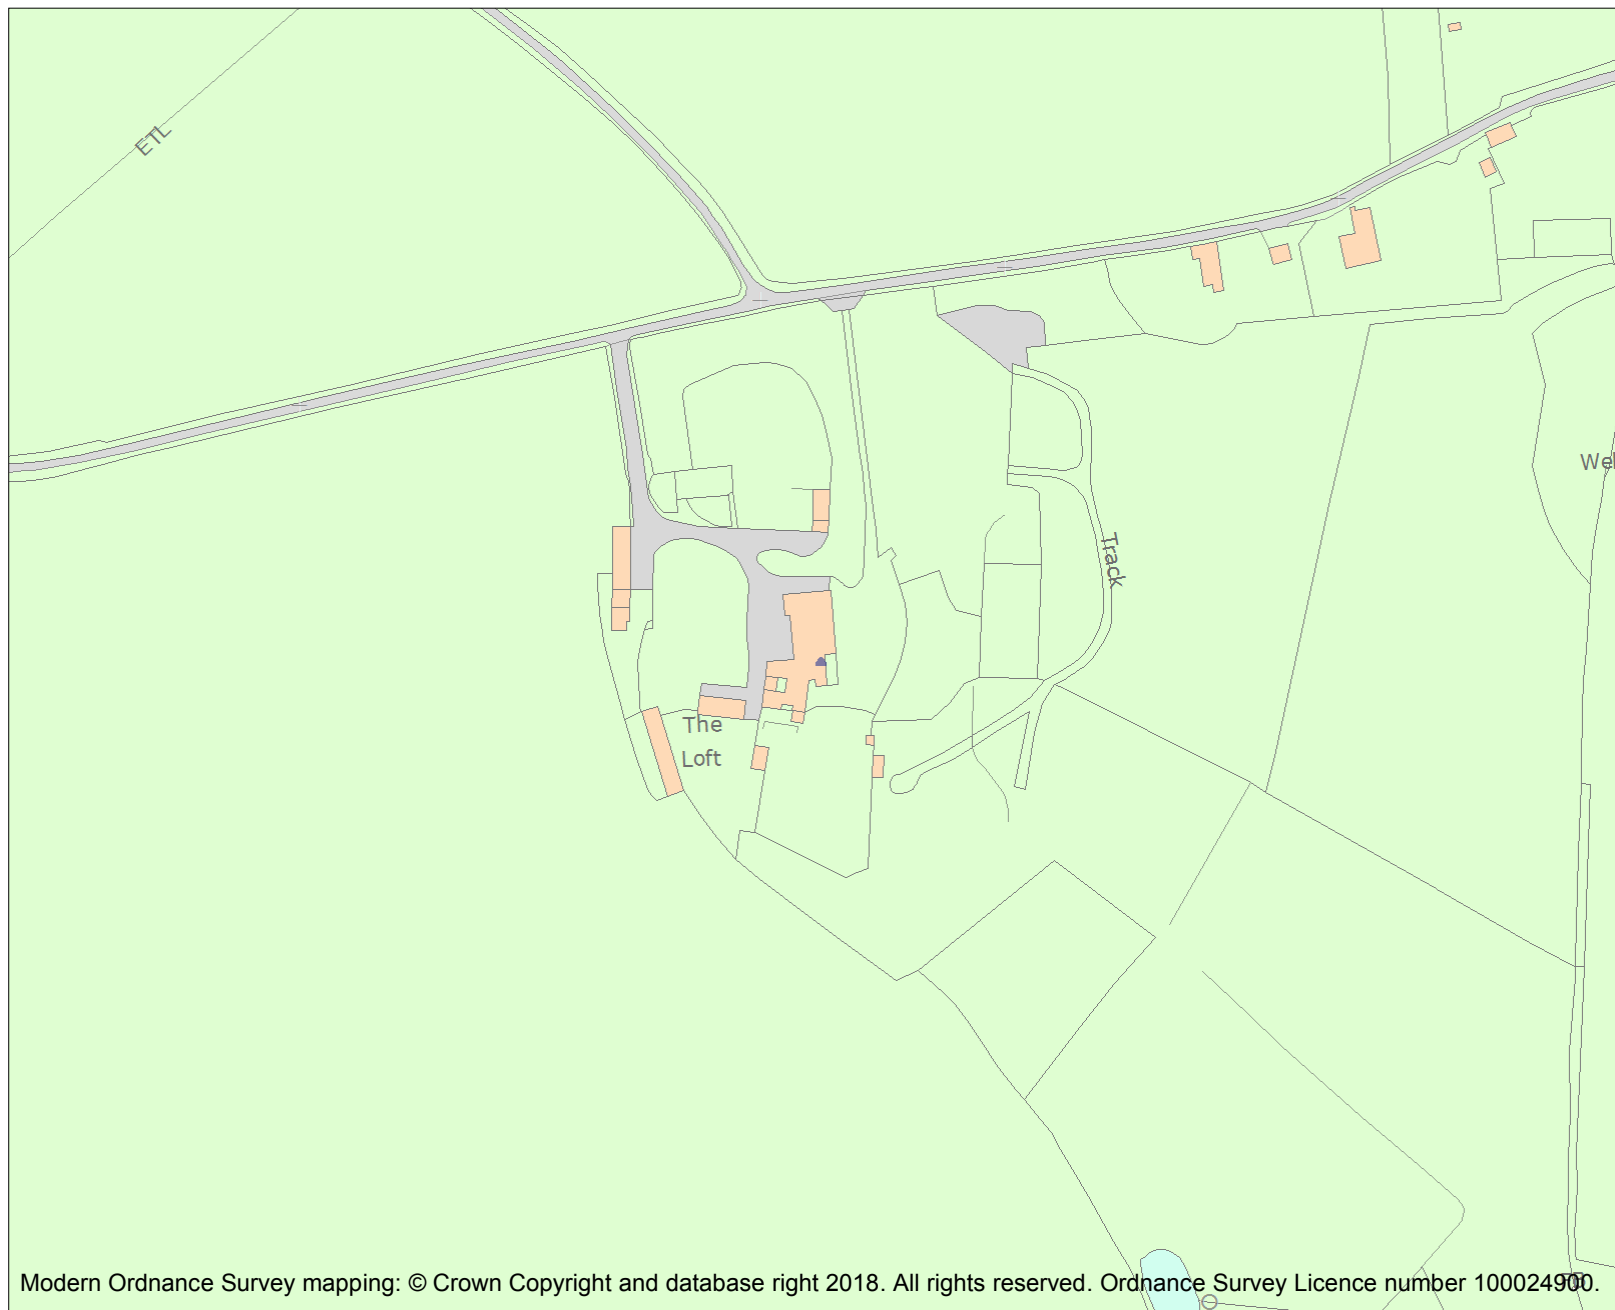 ETL
Track
The
Loft
Modern Ordnance Survey mapping: © Crown Copyright and database right 2018. All rights reserved. Ordnance Survey Licence number 100024900.